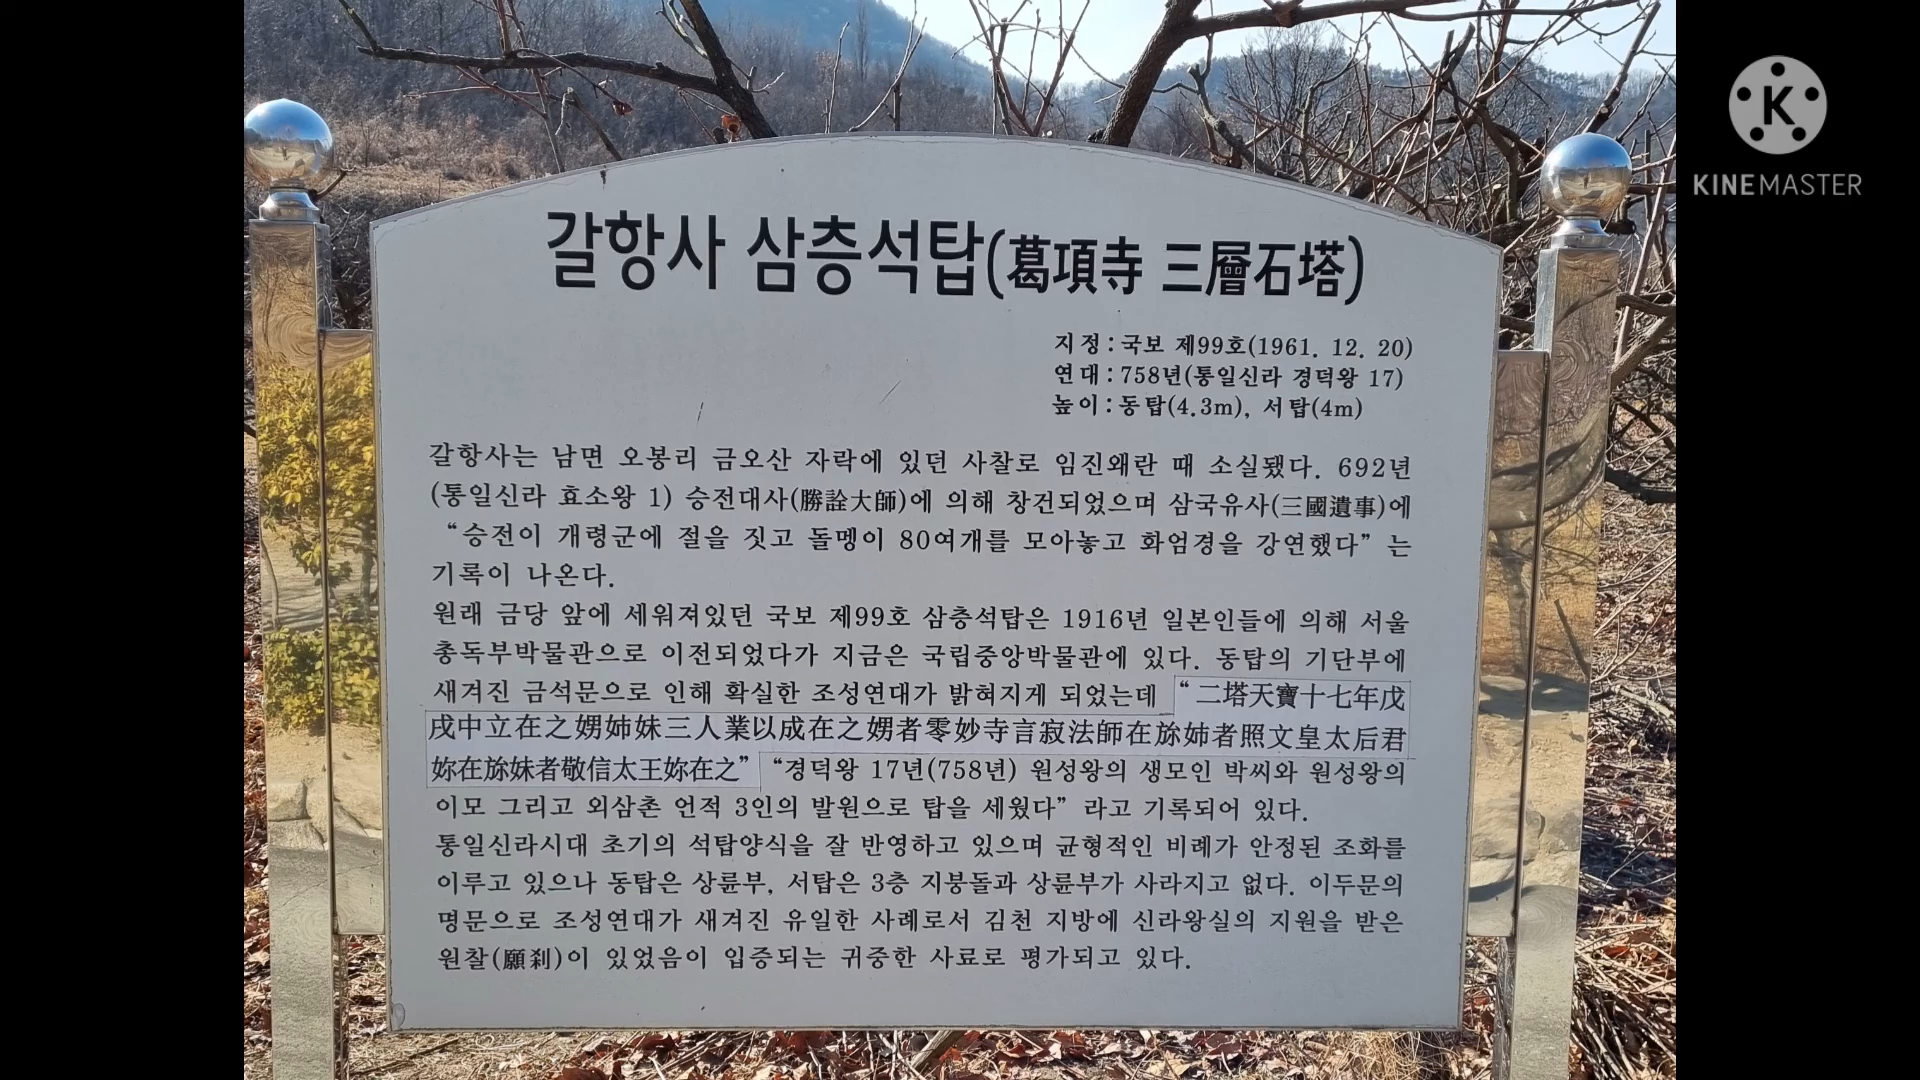 갈항사 삼층석탑(葛項寺 三層石塔)
지정:국보 제99호(1961. 12. 20)
연대:758년(통일신라 경덕왕 17)
높이:동탑(4.3m), 서탑(4m)
갈항사는 남면 오봉리 금오산 자락에 있던 사찰로 임진왜란 때 소실됐다. 692년
(통일신라 효소왕 1) 승전대사(勝詮大師)에 의해 창건되었으며 삼국유사(三國遺事)에
“승전이 개령군에 절을 짓고 돌멩이 80여개를 모아놓고 화엄경을 강연했다”는
기록이 나온다.
원래 금당 앞에 세워져있던 국보 제99호 삼층석탑은 1916년 일본인들에 의해 서울
총독부박물관으로 이전되었다가 지금은 국립중앙박물관에 있다. 동탑의 기단부에
새겨진 금석문으로 인해 확실한 조성연대가 밝혀지게 되었는데 “二塔天寶十七年戊
戌中立在之娚姉妹三人業以成在之娚者零妙寺言寂法師在旀姉者照文皇太后君
妳在旀妹者敬信太王妳在之” “경덕왕 17년(758년) 원성왕의 생모인 박씨와 원성왕의
이모 그리고 외삼촌 언적 3인의 발원으로 탑을 세웠다”라고 기록되어 있다.
통일신라시대 초기의 석탑양식을 잘 반영하고 있으며 균형적인 비례가 안정된 조화를
이루고 있으나 동탑은 상륜부, 서탑은 3층 지붕돌과 상륜부가 사라지고 없다. 이두문의
명문으로 조성연대가 새겨진 유일한 사례로서 김천 지방에 신라왕실의 지원을 받은
원찰(願刹)이 있었음이 입증되는 귀중한 사료로 평가되고 있다.
K
KINEMASTER